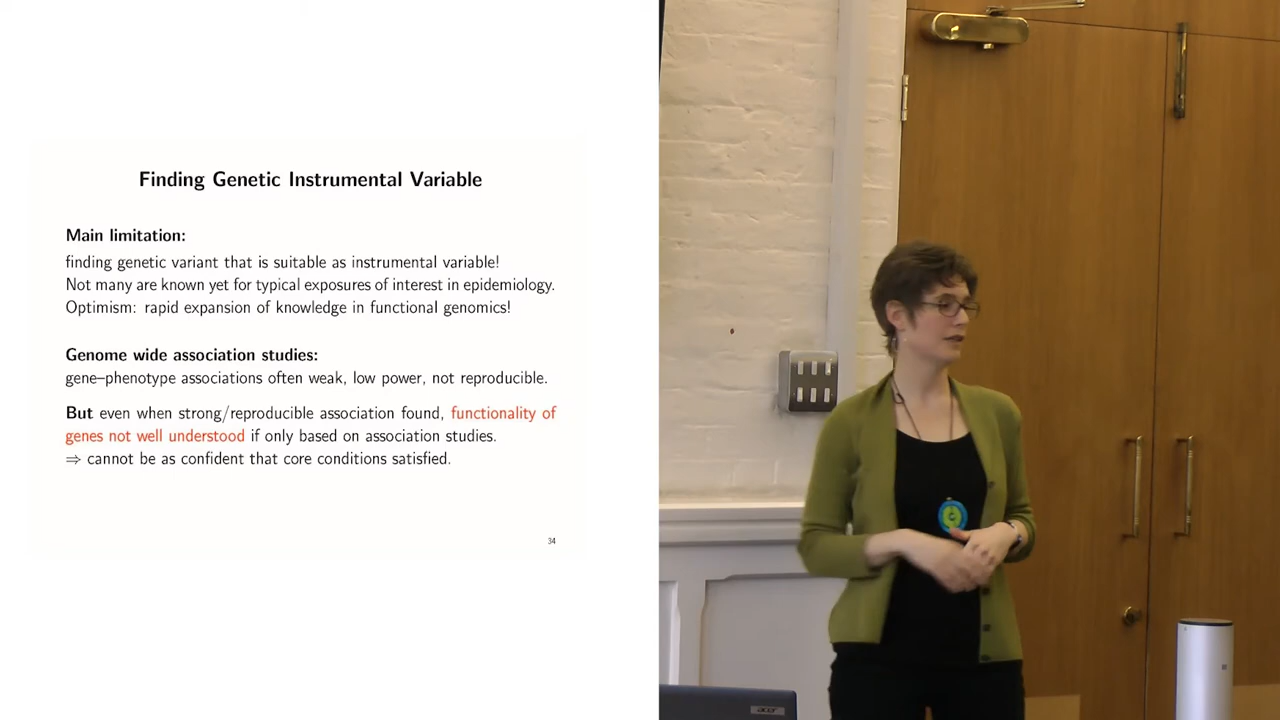 Finding Genetic Instrumental Variable
Main limitation:
finding genetic variant that is suitable as instrumental variable!
Not many are known yet for typical exposures of interest in epidemiology.
Optimism: rapid expansion of knowledge in functional genomics!
Genome wide association studies:
gene–phenotype associations often weak, low power, not reproducible.
But even when strong/reproducible association found, functionality of
genes not well understood if only based on association studies.
⇒ cannot be as confident that core conditions satisfied.
34
acer